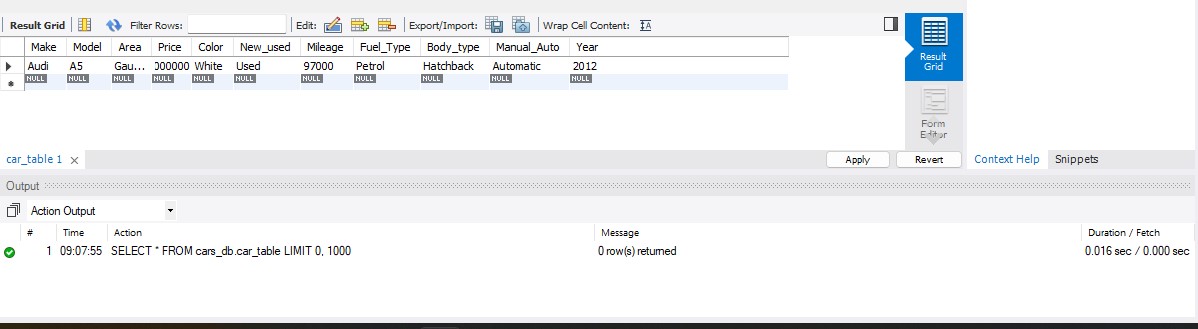 Result Grid Filter Rows: Edit: Export/Import: Wrap Cell Content: IA
Make Model Area Price Color New_used Mileage Fuel_Type Body_type Manual_Auto Year
Audi A5 Gau... 000000 White Used 97000 Petrol Hatchback Automatic 2012
NULL NULL NULL NULL NULL NULL NULL NULL NULL NULL NULL
Result
Grid
Form
Editor
car_table 1 Apply Revert Context Help Snippets
Output
Action Output
# Time Action Message Duration / Fetch
1 09:07:55 SELECT * FROM cars_db.car_table LIMIT 0, 1000 0 row(s) returned 0.016 sec / 0.000 sec